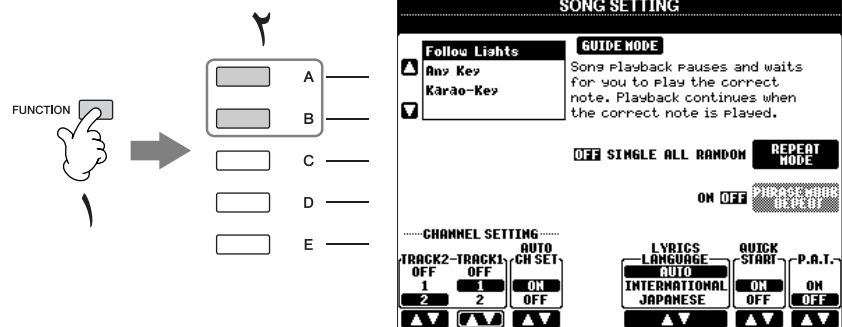 FUNCTION
١
٢
A
B
C
D
E
SONG SETTING
Follow Lights
Any Key
Karao-Key
GUIDE MODE
Song Playback pauses and waits
for you to play the correct
note. Playback continues when
the correct note is played.
OFF SINGLE ALL RANDOM
REPEAT
MODE
ON OFF
PHRASE MARK
REPEAT
CHANNEL SETTING
TRACK2 TRACK1 AUTO CH SET
OFF OFF
1 1 ON
2 2 OFF
LYRICS LANGUAGE
AUTO
INTERNATIONAL
JAPANESE
QUICK START
ON
OFF
P.A.T.
ON
OFF